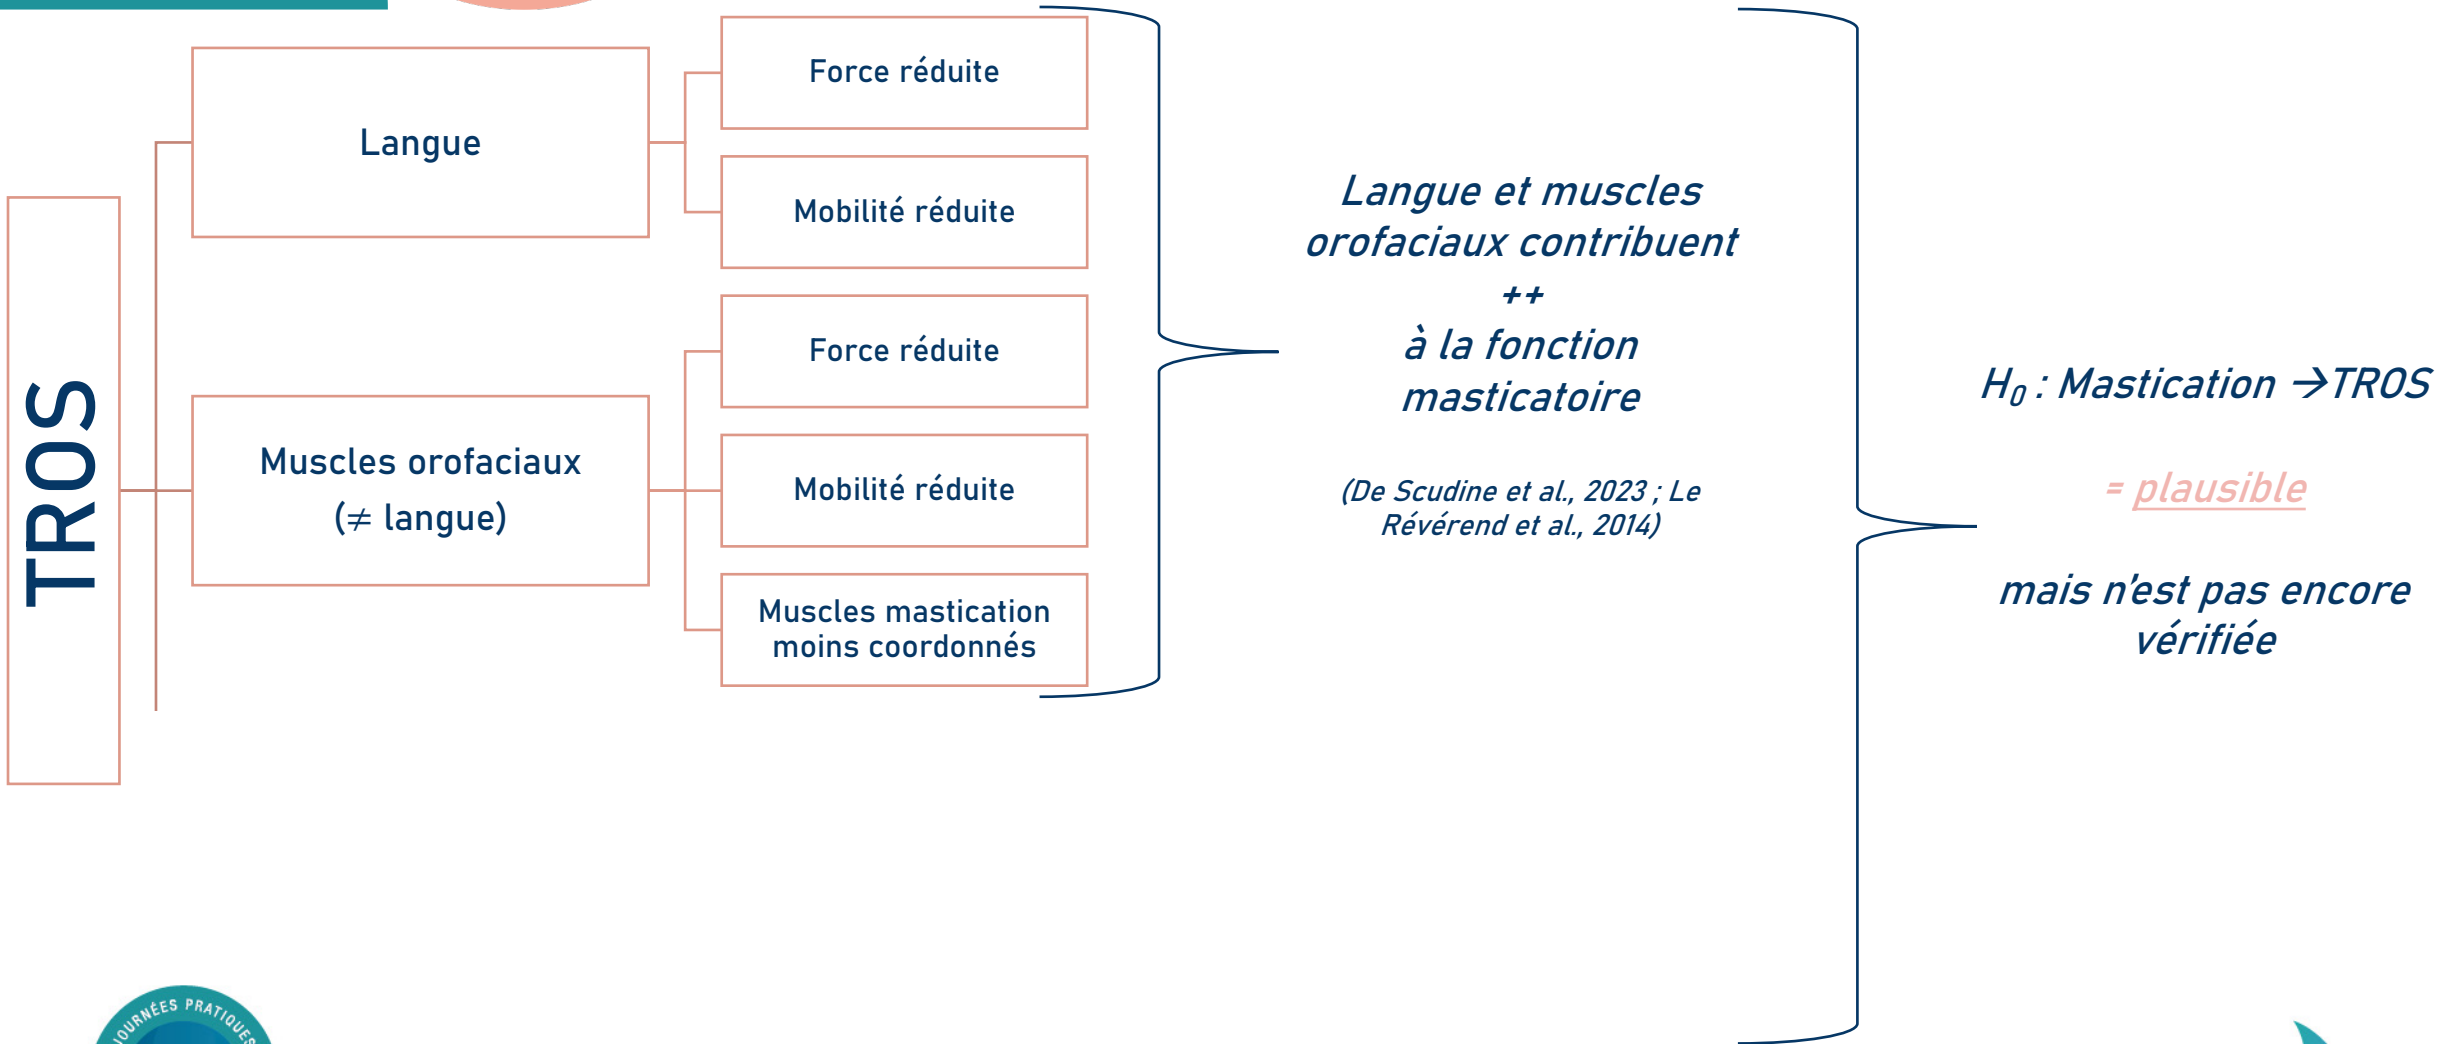 TROS
Langue
Force réduite
Mobilité réduite
Muscles orofaciaux
(≠ langue)
Force réduite
Mobilité réduite
Muscles mastication
moins coordonnés
Langue et muscles
orofaciaux contribuent
++
à la fonction
masticatoire
(De Scudine et al., 2023 ; Le
Révérend et al., 2014)
H₀ : Mastication →TROS
= plausible
mais n’est pas encore
vérifiée
JOURNÉES PRATIQUES